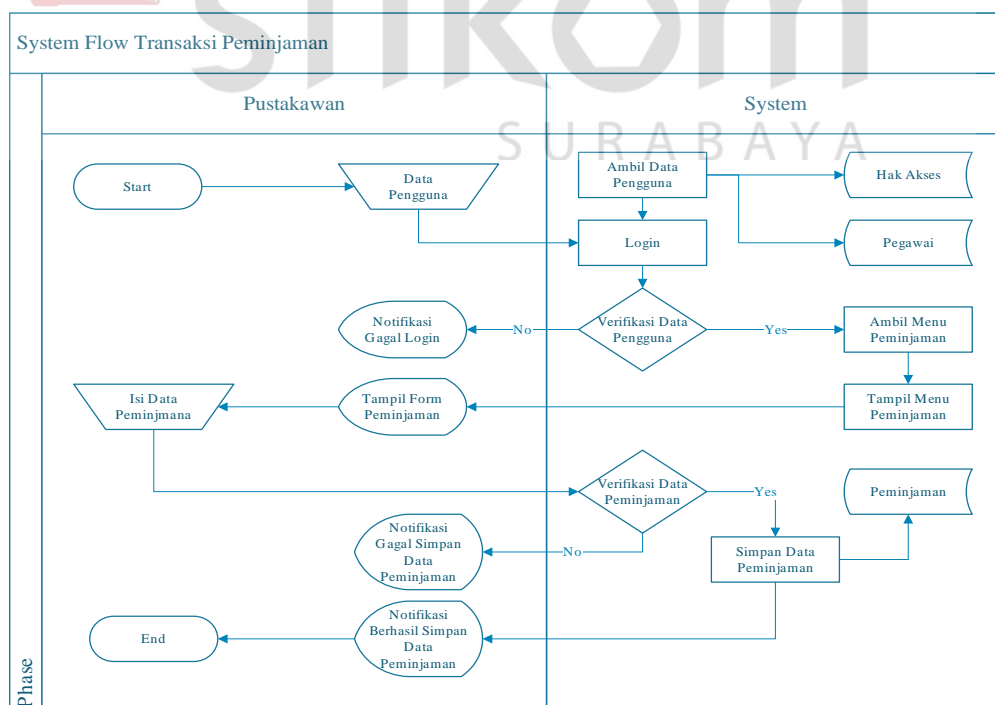 stikom
SURABAYA
System Flow Transaksi Peminjaman
Pustakawan
System
Start
Data
Pengguna
Ambil Data
Pengguna
Hak Akses
Login
Pegawai
Notifikasi
Gagal Login
No
Verifikasi Data
Pengguna
Yes
Ambil Menu
Peminjaman
Isi Data
Peminjmana
Tampil Form
Peminjaman
Tampil Menu
Peminjaman
Verifikasi Data
Peminjaman
Yes
Peminjaman
Notifikasi
Gagal Simpan
Data
Peminjaman
No
Simpan Data
Peminjaman
End
Notifikasi
Berhasil Simpan
Data
Peminjaman
Phase